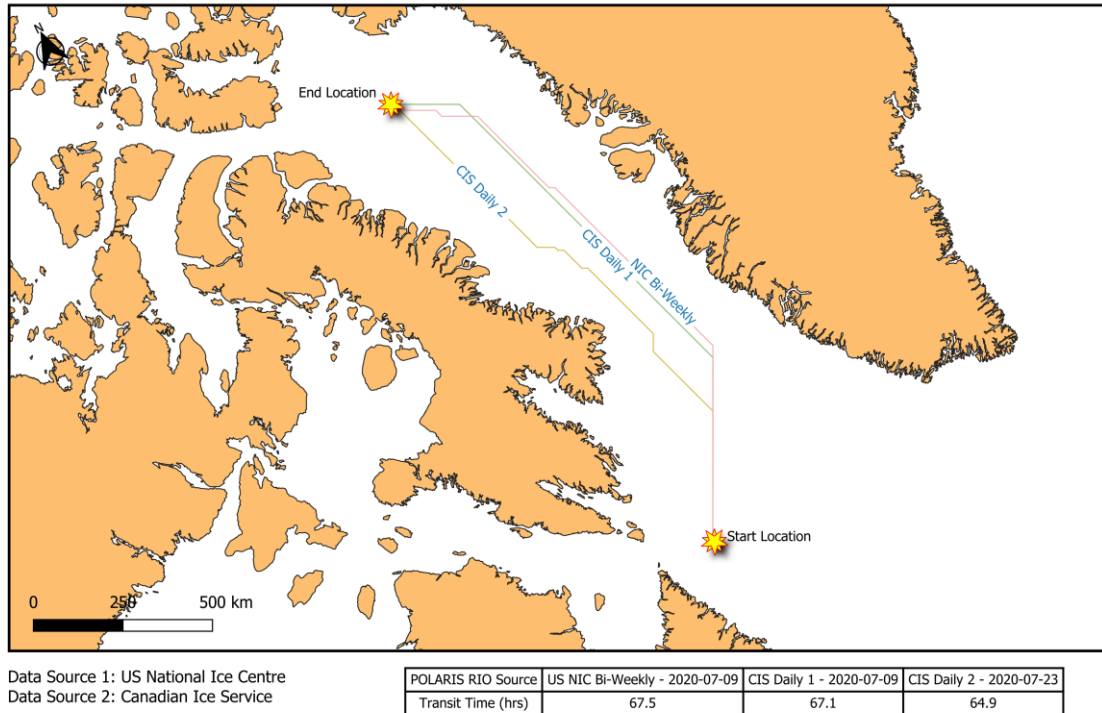 N
End Location
CIS Daily 2
CIS Daily 1
NIC Bi-Weekly
Start Location
0 250 500 km
Data Source 1: US National Ice Centre
Data Source 2: Canadian Ice Service
POLARIS RIO Source US NIC Bi-Weekly - 2020-07-09 CIS Daily 1 - 2020-07-09 CIS Daily 2 - 2020-07-23
Transit Time (hrs) 67.5 67.1 64.9